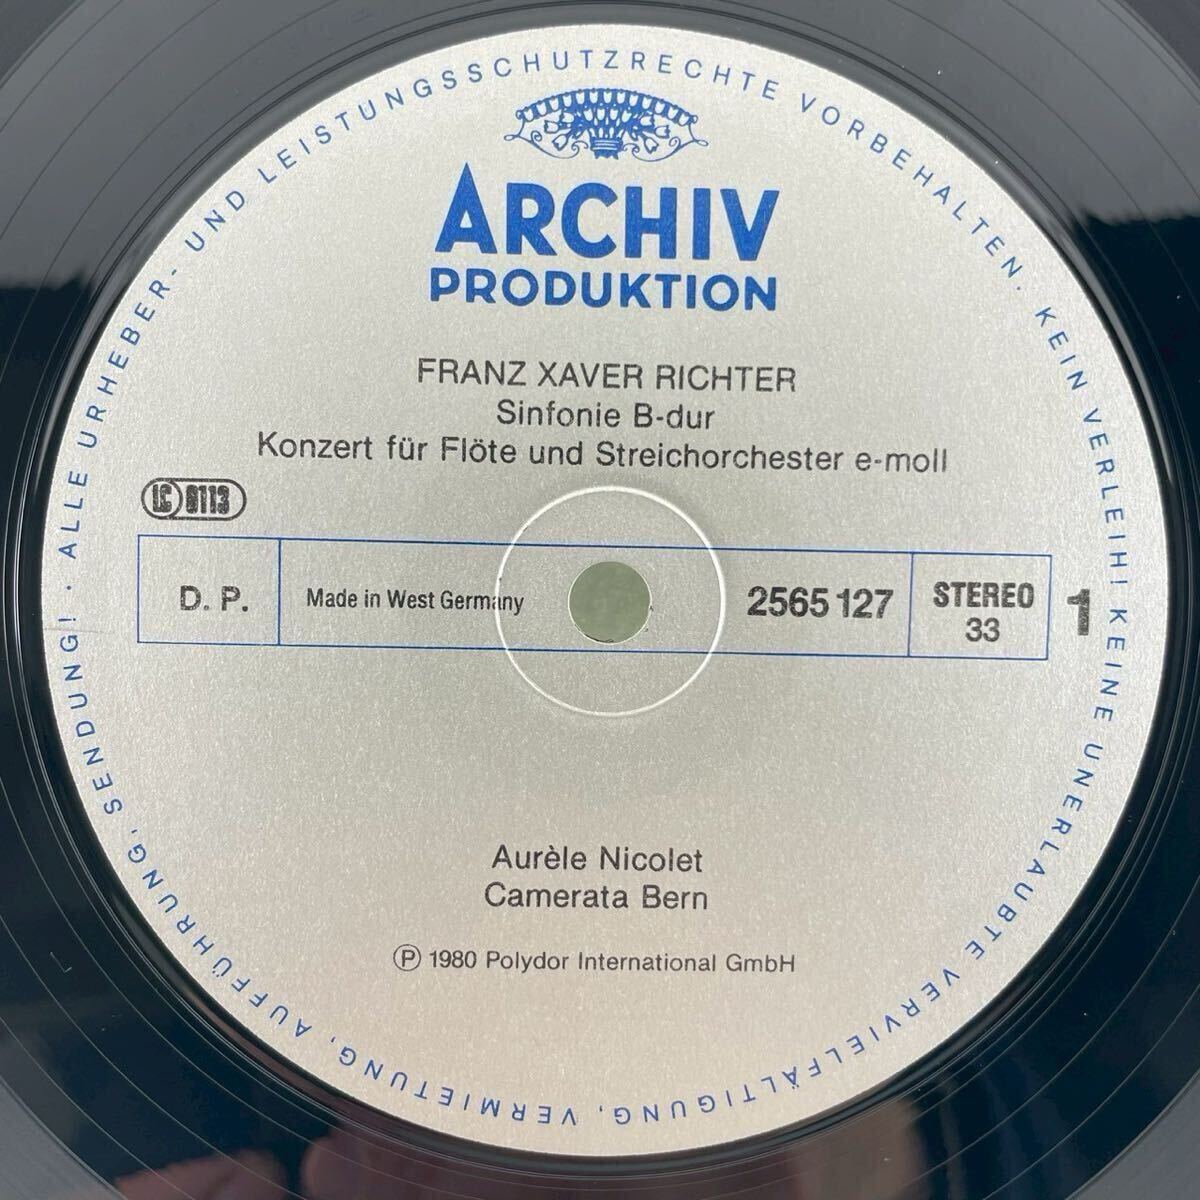 ALLE URHEBER- UND LEISTUNGSSCHUTZRECHTE VORBEHALTEN. KEIN VERLEIH! KEINE UNERLAUBTE VERVIELFÄLTIGUNG, VERMIETUNG, AUFFÜHRUNG, SENDUNG! ·
ARCHIV
PRODUKTION
FRANZ XAVER RICHTER
Sinfonie B-dur
Konzert für Flöte und Streichorchester e-moll
LC 0113
D. P.
Made in West Germany
2565 127
STEREO
33
1
Aurèle Nicolet
Camerata Bern
℗ 1980 Polydor International GmbH